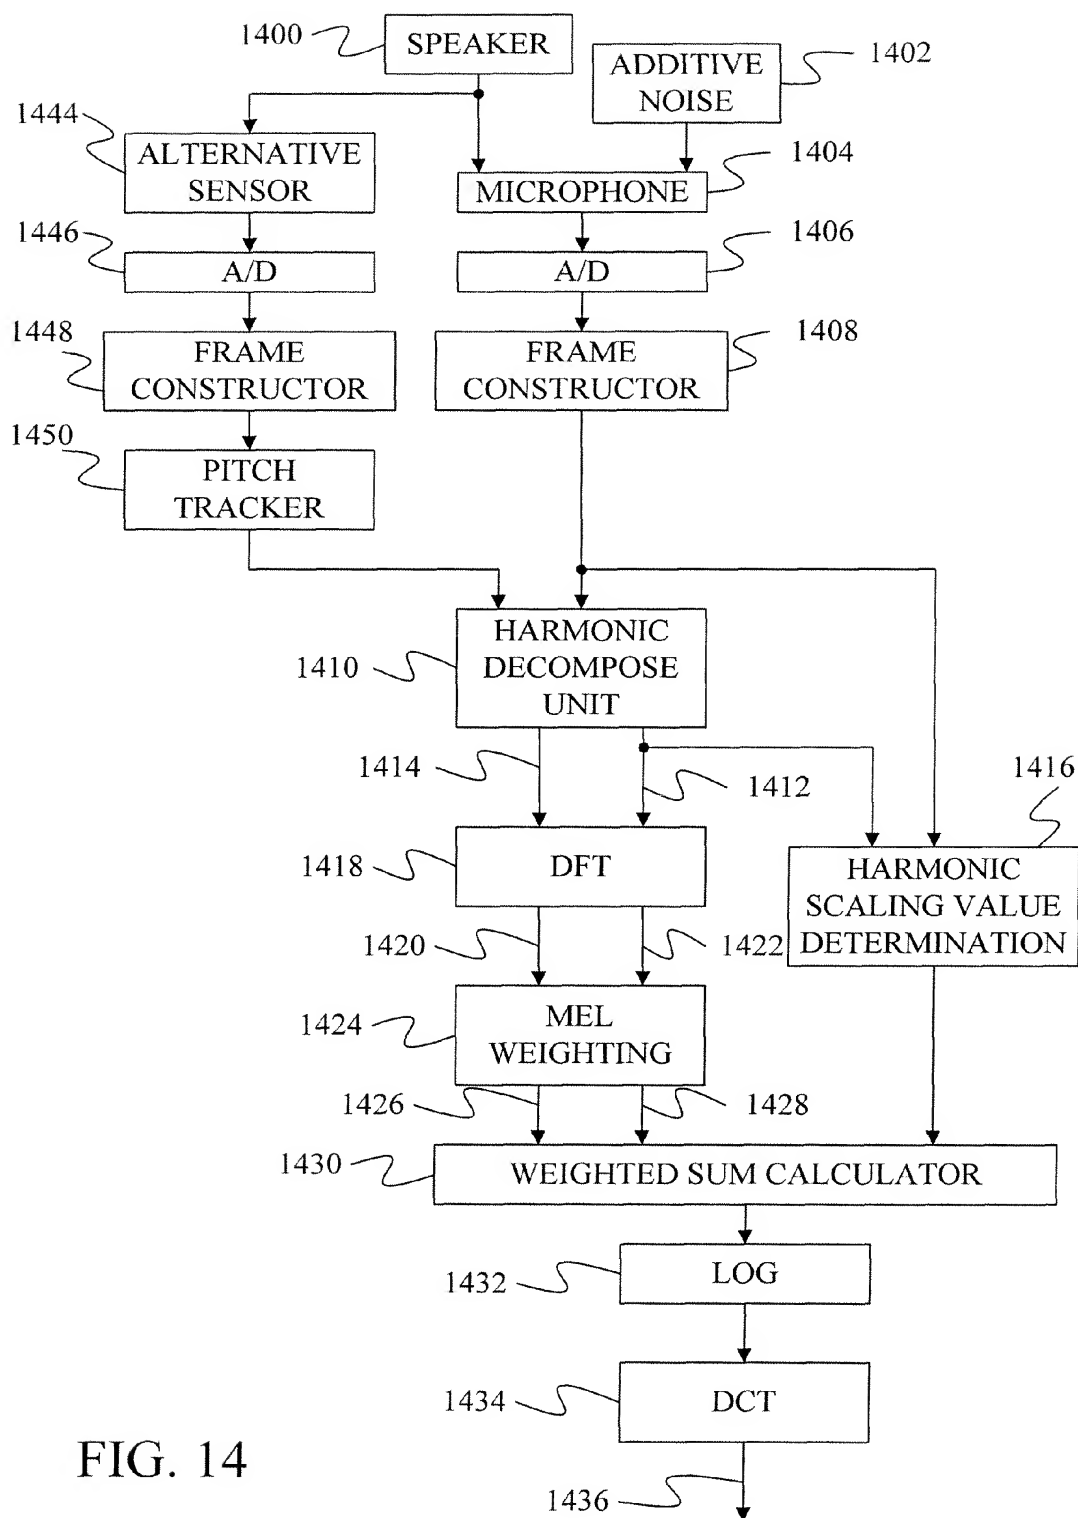 1400
SPEAKER
ADDITIVE
NOISE
1402
1444
ALTERNATIVE
SENSOR
MICROPHONE
1404
1446
A/D
A/D
1406
1448
FRAME
CONSTRUCTOR
FRAME
CONSTRUCTOR
1408
1450
PITCH
TRACKER
1410
HARMONIC
DECOMPOSE
UNIT
1414
1412
1416
1418
DFT
HARMONIC
SCALING VALUE
DETERMINATION
1420
1422
1424
MEL
WEIGHTING
1426
1428
1430
WEIGHTED SUM CALCULATOR
1432
LOG
1434
DCT
FIG. 14
1436